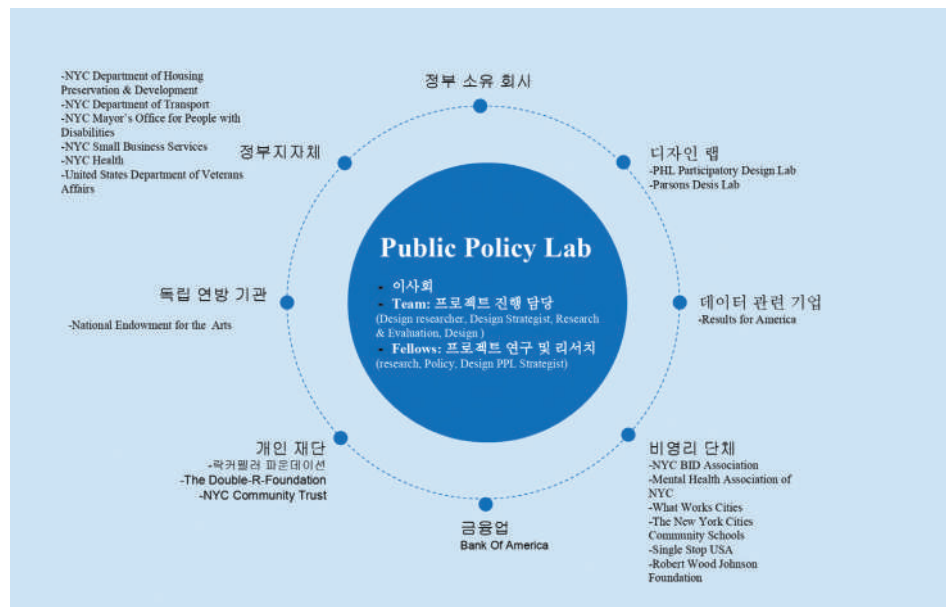 정부 소유 회사
-NYC Department of Housing
Preservation & Development
-NYC Department of Transport
-NYC Mayor's Office for People with
Disabilities
-NYC Small Business Services
-NYC Health
-United States Department of Veterans
Affairs
정부지자체
디자인 랩
-PHL Participatory Design Lab
-Parsons Desis Lab
Public Policy Lab
- 이사회
- Team: 프로젝트 진행 담당
(Design researcher, Design Strategist, Research
& Evaluation, Design )
- Fellows: 프로젝트 연구 및 리서치
(research, Policy, Design PPL Strategist)
독립 연방 기관
-National Endowment for the Arts
데이터 관련 기업
-Results for America
개인 재단
-락커펠러 파운데이션
-The Double-R-Foundation
-NYC Community Trust
금융업
Bank Of America
비영리 단체
-NYC BID Association
-Mental Health Association of
NYC
-What Works Cities
-The New York Cities
Community Schools
-Single Stop USA
-Robert Wood Johnson
Foundation